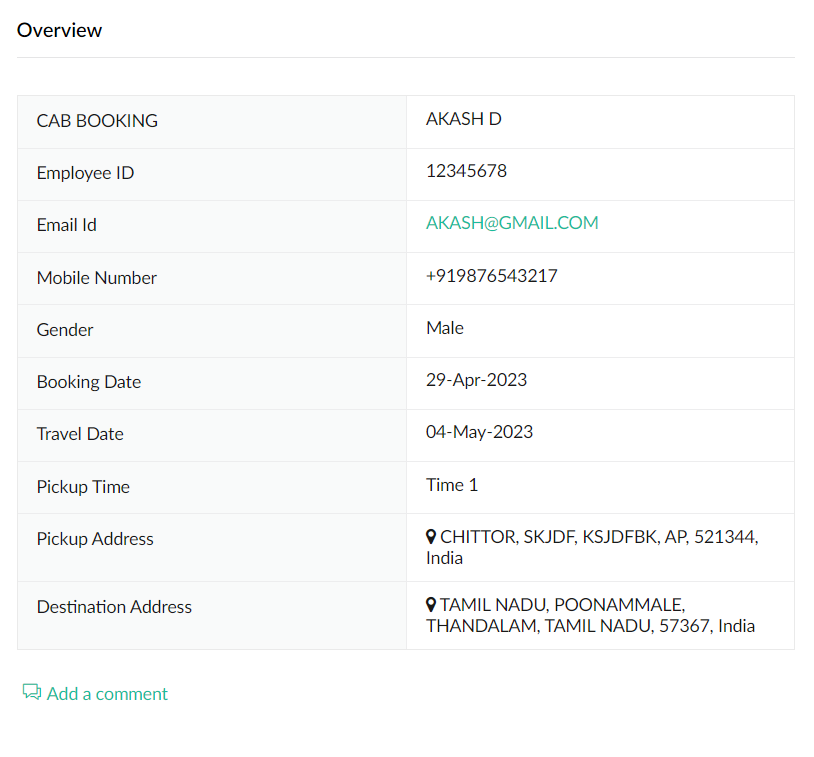 Overview
CAB BOOKING AKASH D
Employee ID 12345678
Email Id AKASH@GMAIL.COM
Mobile Number +919876543217
Gender Male
Booking Date 29-Apr-2023
Travel Date 04-May-2023
Pickup Time Time 1
Pickup Address CHITTOR, SKJDF, KSJDFBK, AP, 521344,
India
Destination Address TAMIL NADU, POONAMMALE,
THANDALAM, TAMIL NADU, 57367, India
Add a comment